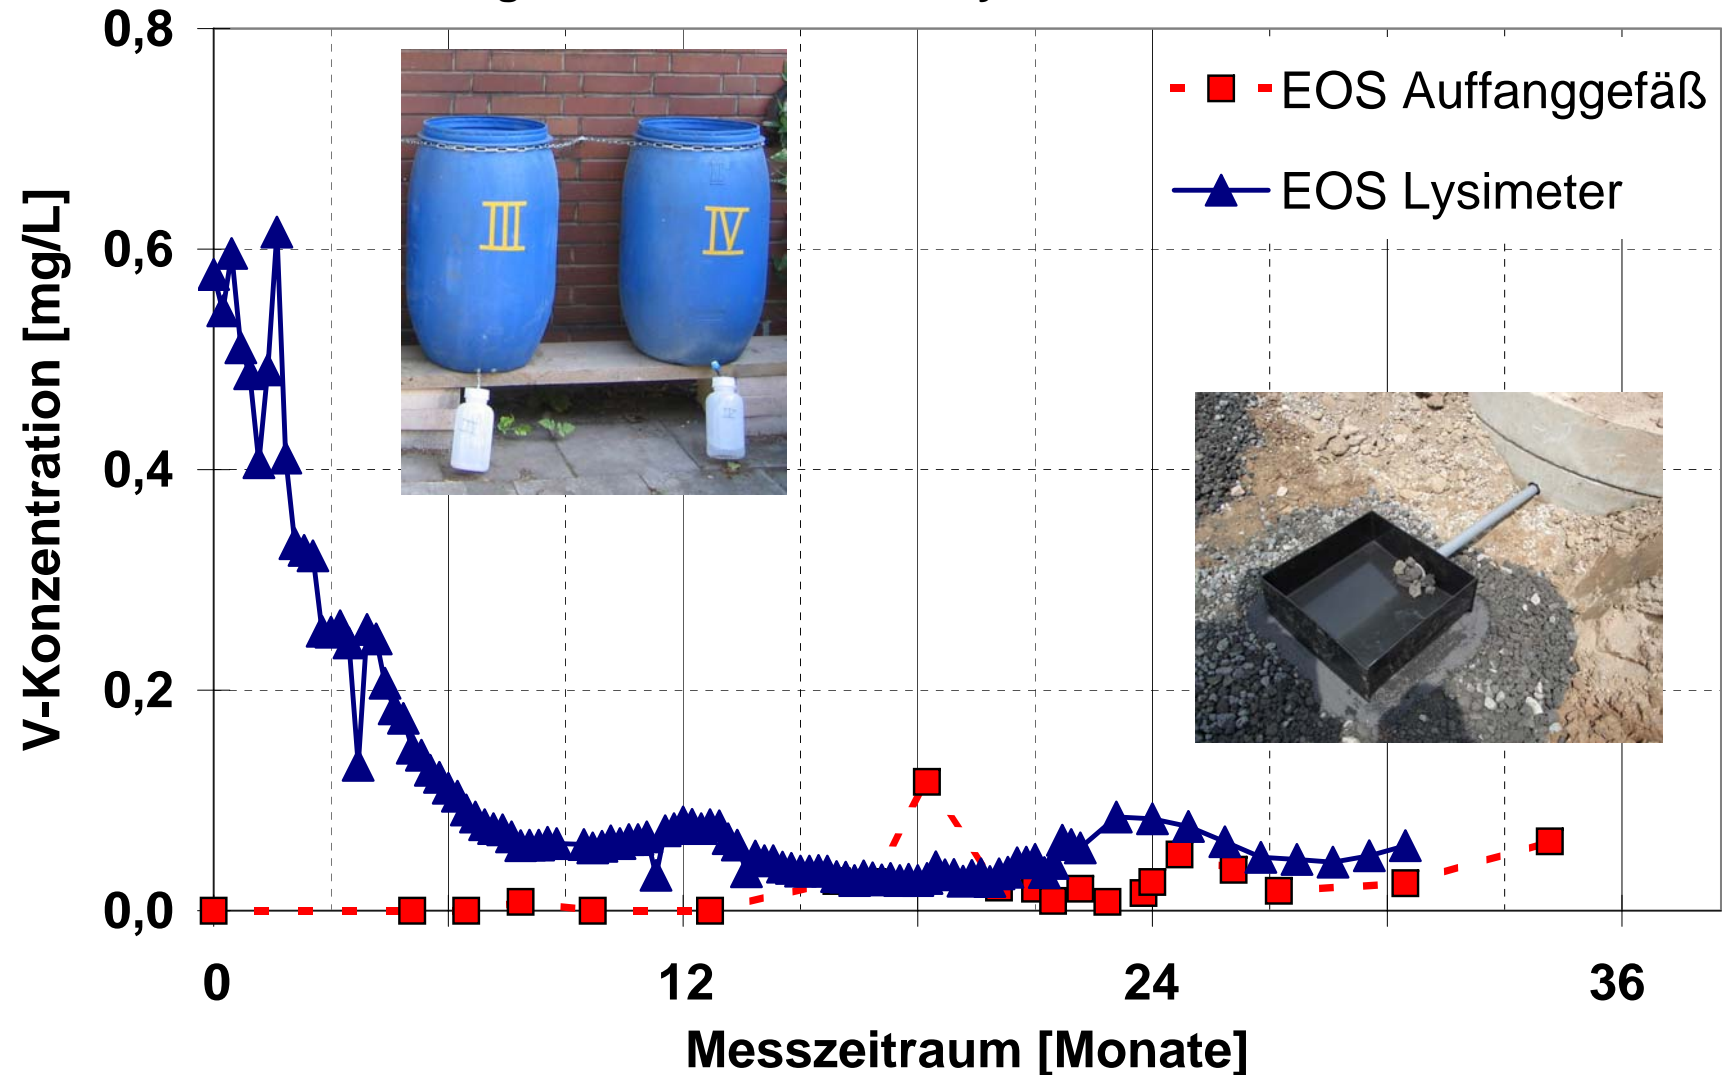 0,8
0,6
0,4
0,2
0,0
V-Konzentration [mg/L]
EOS Auffanggefäß
EOS Lysimeter
III
IV
0
12
24
36
Messzeitraum [Monate]